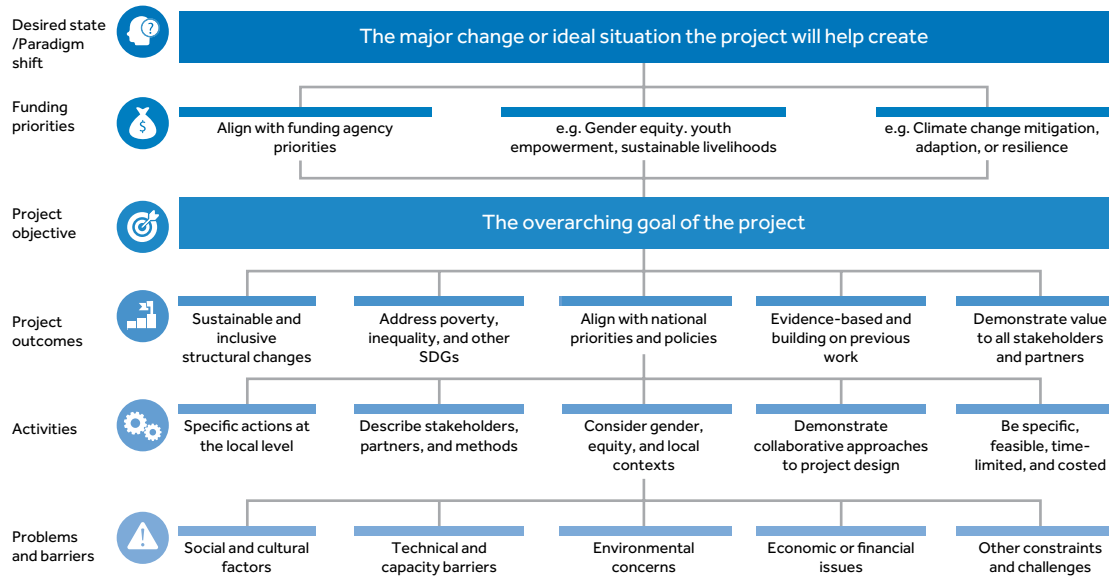 Desired state
/Paradigm
shift
?
The major change or ideal situation the project will help create
Funding
priorities
$
Align with funding agency
priorities
e.g. Gender equity. youth
empowerment, sustainable livelihoods
e.g. Climate change mitigation,
adaption, or resilience
Project
objective
The overarching goal of the project
Project
outcomes
Sustainable and
inclusive
structural changes
Address poverty,
inequality, and other
SDGs
Align with national
priorities and policies
Evidence-based and
building on previous
work
Demonstrate value
to all stakeholders
and partners
Activities
Specific actions at
the local level
Describe stakeholders,
partners, and methods
Consider gender,
equity, and local
contexts
Demonstrate
collaborative approaches
to project design
Be specific,
feasible, time-
limited, and costed
Problems
and barriers
Social and cultural
factors
Technical and
capacity barriers
Environmental
concerns
Economic or financial
issues
Other constraints
and challenges